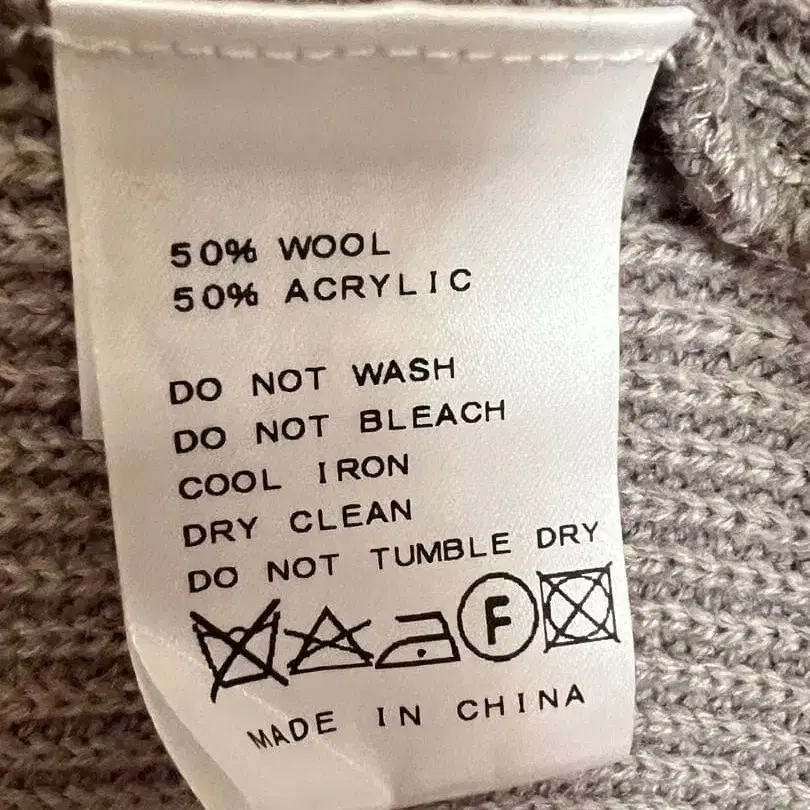 50% WOOL
50% ACRYLIC
DO NOT WASH
DO NOT BLEACH
COOL IRON
DRY CLEAN
DO NOT TUMBLE DRY
F
MADE IN CHINA